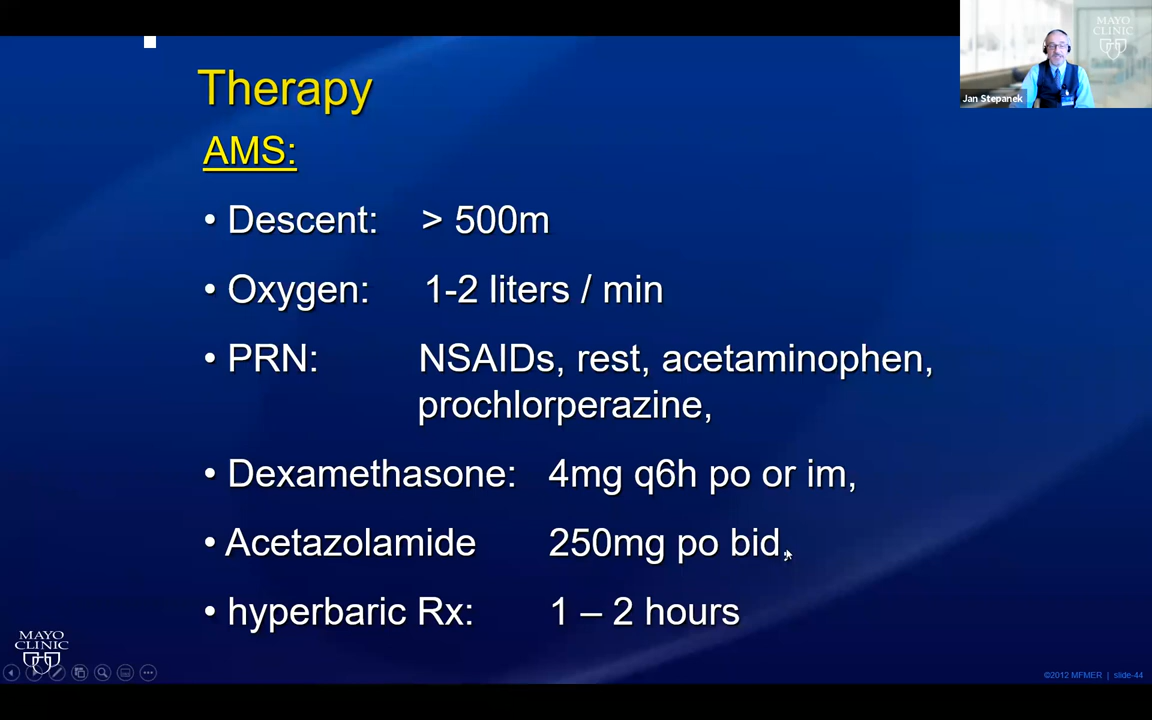 MAYO
CLINIC
Jan Stepanek
Therapy
AMS:
• Descent: > 500m
• Oxygen: 1-2 liters / min
• PRN: NSAIDs, rest, acetaminophen,
prochlorperazine,
• Dexamethasone: 4mg q6h po or im,
• Acetazolamide 250mg po bid,
• hyperbaric Rx: 1 – 2 hours
MAYO
CLINIC
©2012 MFMER | slide-44